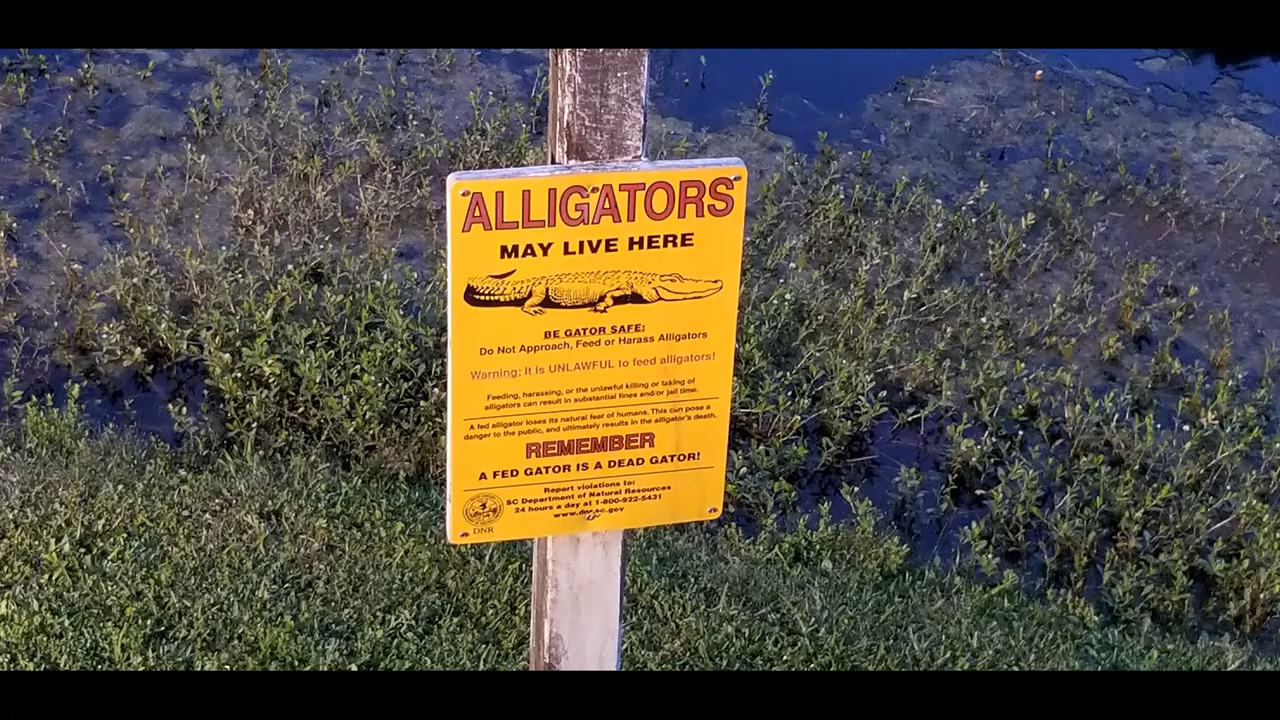 ALLIGATORS
MAY LIVE HERE
BE GATOR SAFE:
Do Not Approach, Feed or Harass Alligators
Warning: It is UNLAWFUL to feed alligators!
Feeding, harassing, or the unlawful killing or taking of
alligators can result in substantial fines and/or jail time.
A fed alligator loses its natural fear of humans. This can pose a
danger to the public, and ultimately results in the alligator's death.
REMEMBER
A FED GATOR IS A DEAD GATOR!
Report violations to:
SC Department of Natural Resources
24 hours a day at 1-800-922-5431
www.dnr.sc.gov
DNR